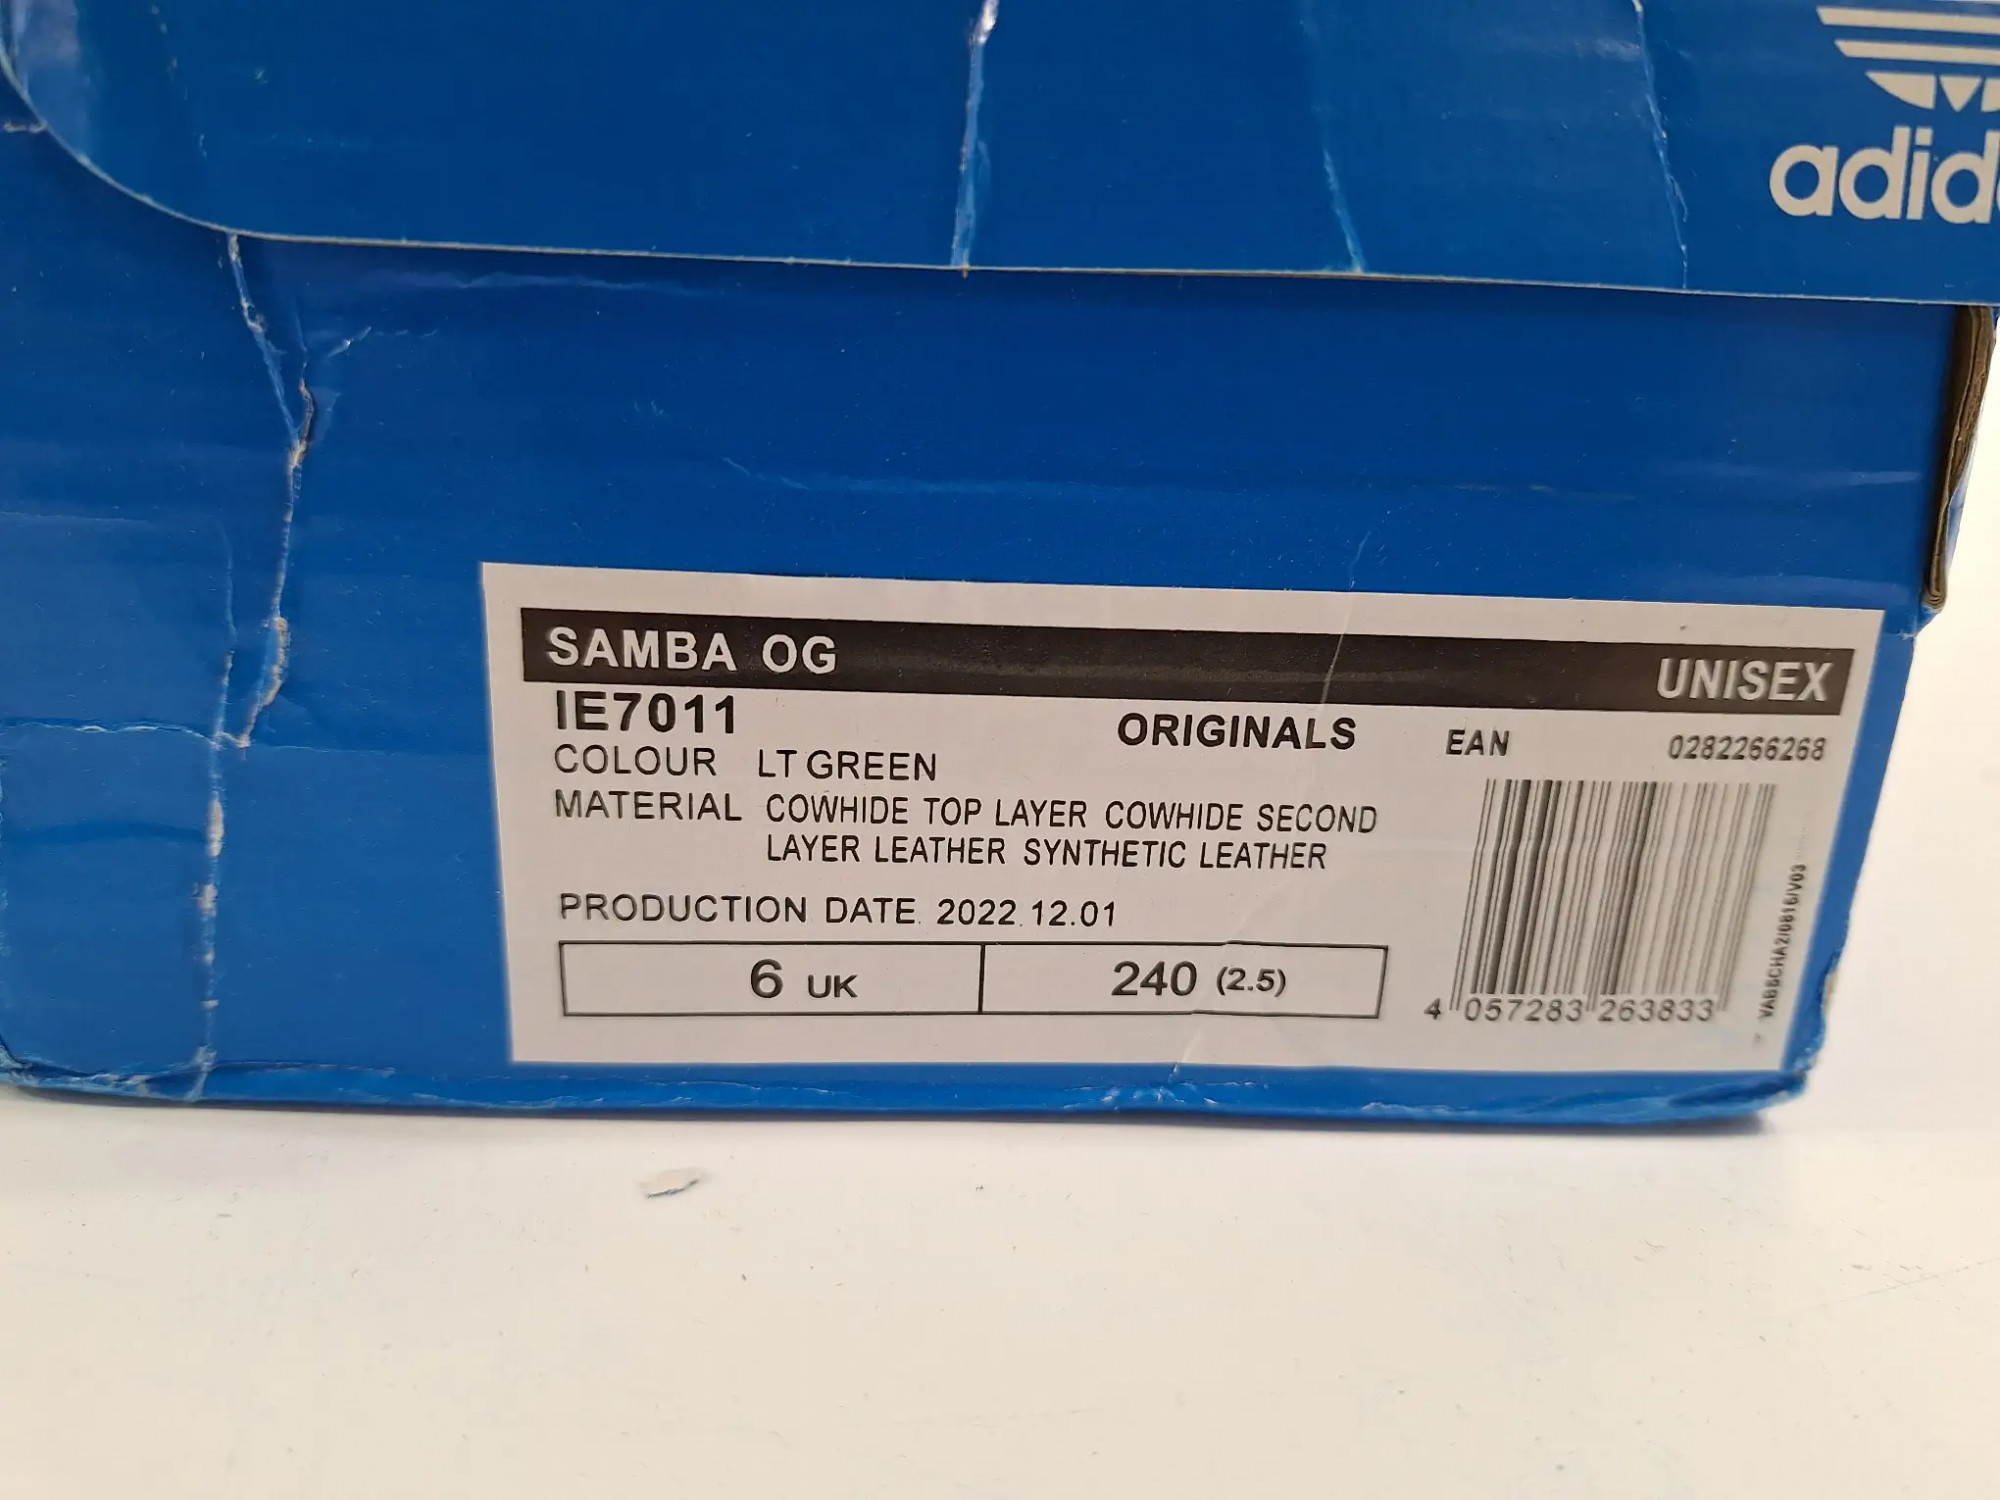 adid
SAMBA OG
UNISEX
IE7011
ORIGINALS
EAN
0282266268
COLOUR LT GREEN
MATERIAL COWHIDE TOP LAYER COWHIDE SECOND
LAYER LEATHER SYNTHETIC LEATHER
PRODUCTION DATE. 2022.12.01
6 UK
240 (2.5)
4 057283 263833